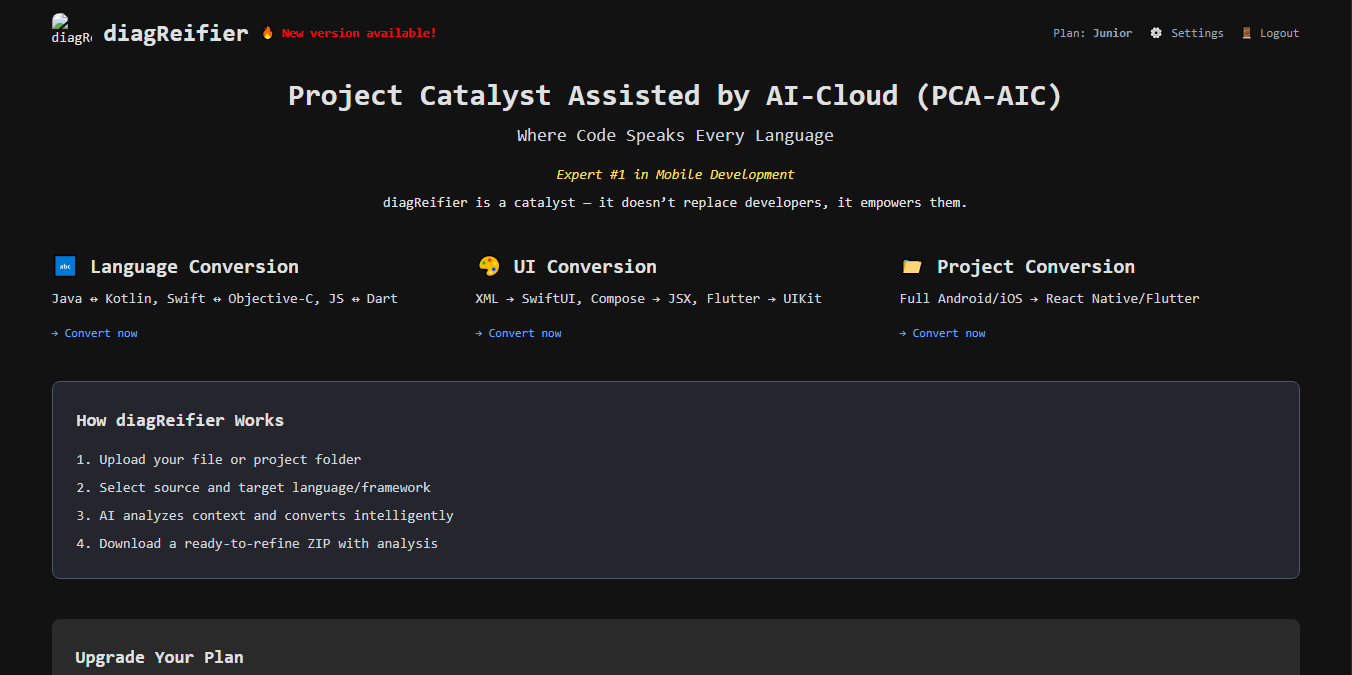 diagRe
diagReifier 🔥 New version available!
Plan: Junior ⚙️ Settings 🚪 Logout
Project Catalyst Assisted by AI-Cloud (PCA-AIC)
Where Code Speaks Every Language
Expert #1 in Mobile Development
diagReifier is a catalyst — it doesn’t replace developers, it empowers them.
🔤 Language Conversion
Java ↔ Kotlin, Swift ↔ Objective-C, JS ↔ Dart
→ Convert now
🎨 UI Conversion
XML → SwiftUI, Compose → JSX, Flutter → UIKit
→ Convert now
📁 Project Conversion
Full Android/iOS → React Native/Flutter
→ Convert now
How diagReifier Works
1. Upload your file or project folder
2. Select source and target language/framework
3. AI analyzes context and converts intelligently
4. Download a ready-to-refine ZIP with analysis
Upgrade Your Plan